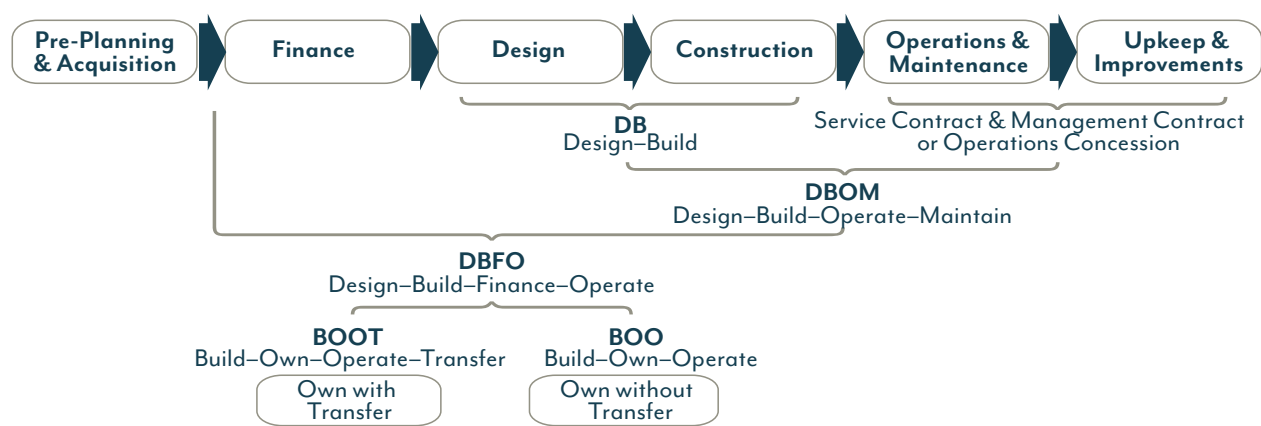 Pre-Planning
& Acquisition
Finance
Design
Construction
Operations &
Maintenance
Upkeep &
Improvements
DB
Design–Build
Service Contract & Management Contract
or Operations Concession
DBOM
Design–Build–Operate–Maintain
DBFO
Design–Build–Finance–Operate
BOOT
Build–Own–Operate–Transfer
Own with
Transfer
BOO
Build–Own–Operate
Own without
Transfer